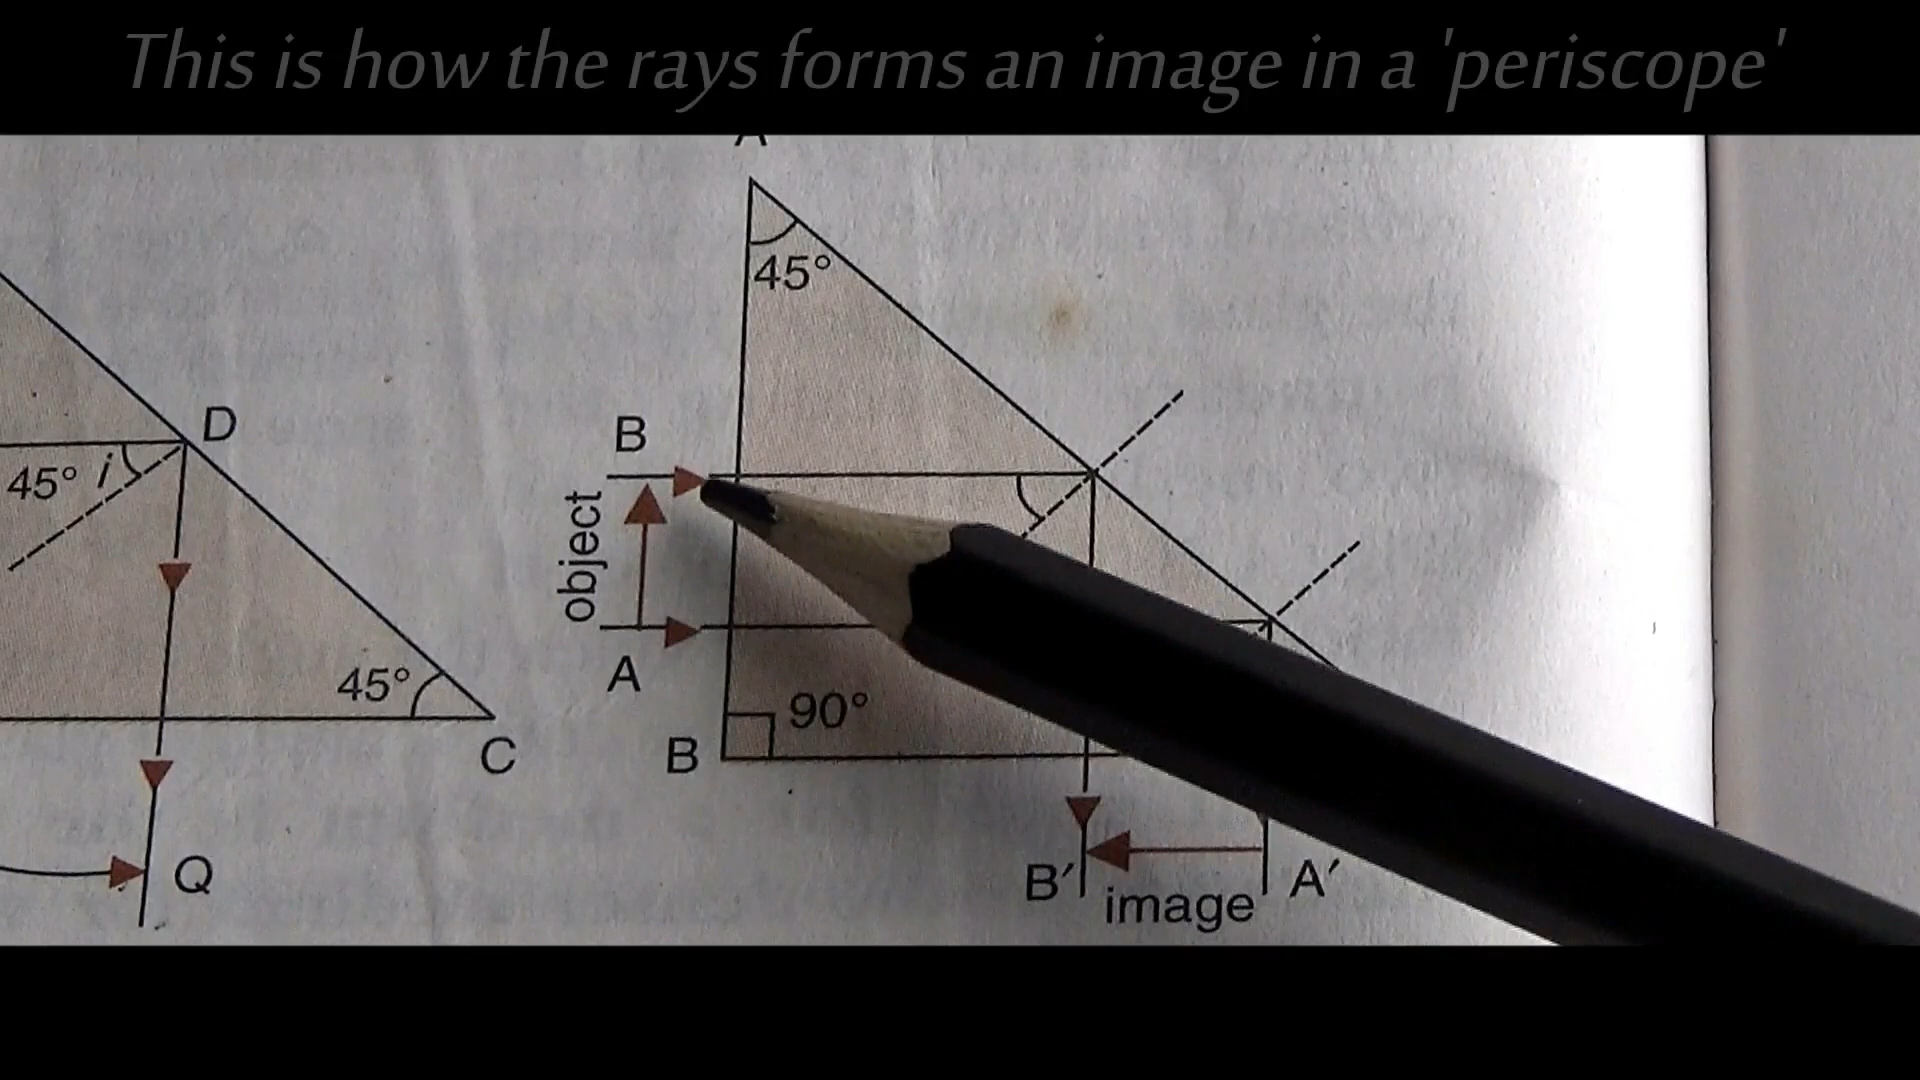 This is how the rays forms an image in a 'periscope'
A
45°
D
B
45° i
object
45°
A
90°
B
C
Q
B′
A′
image